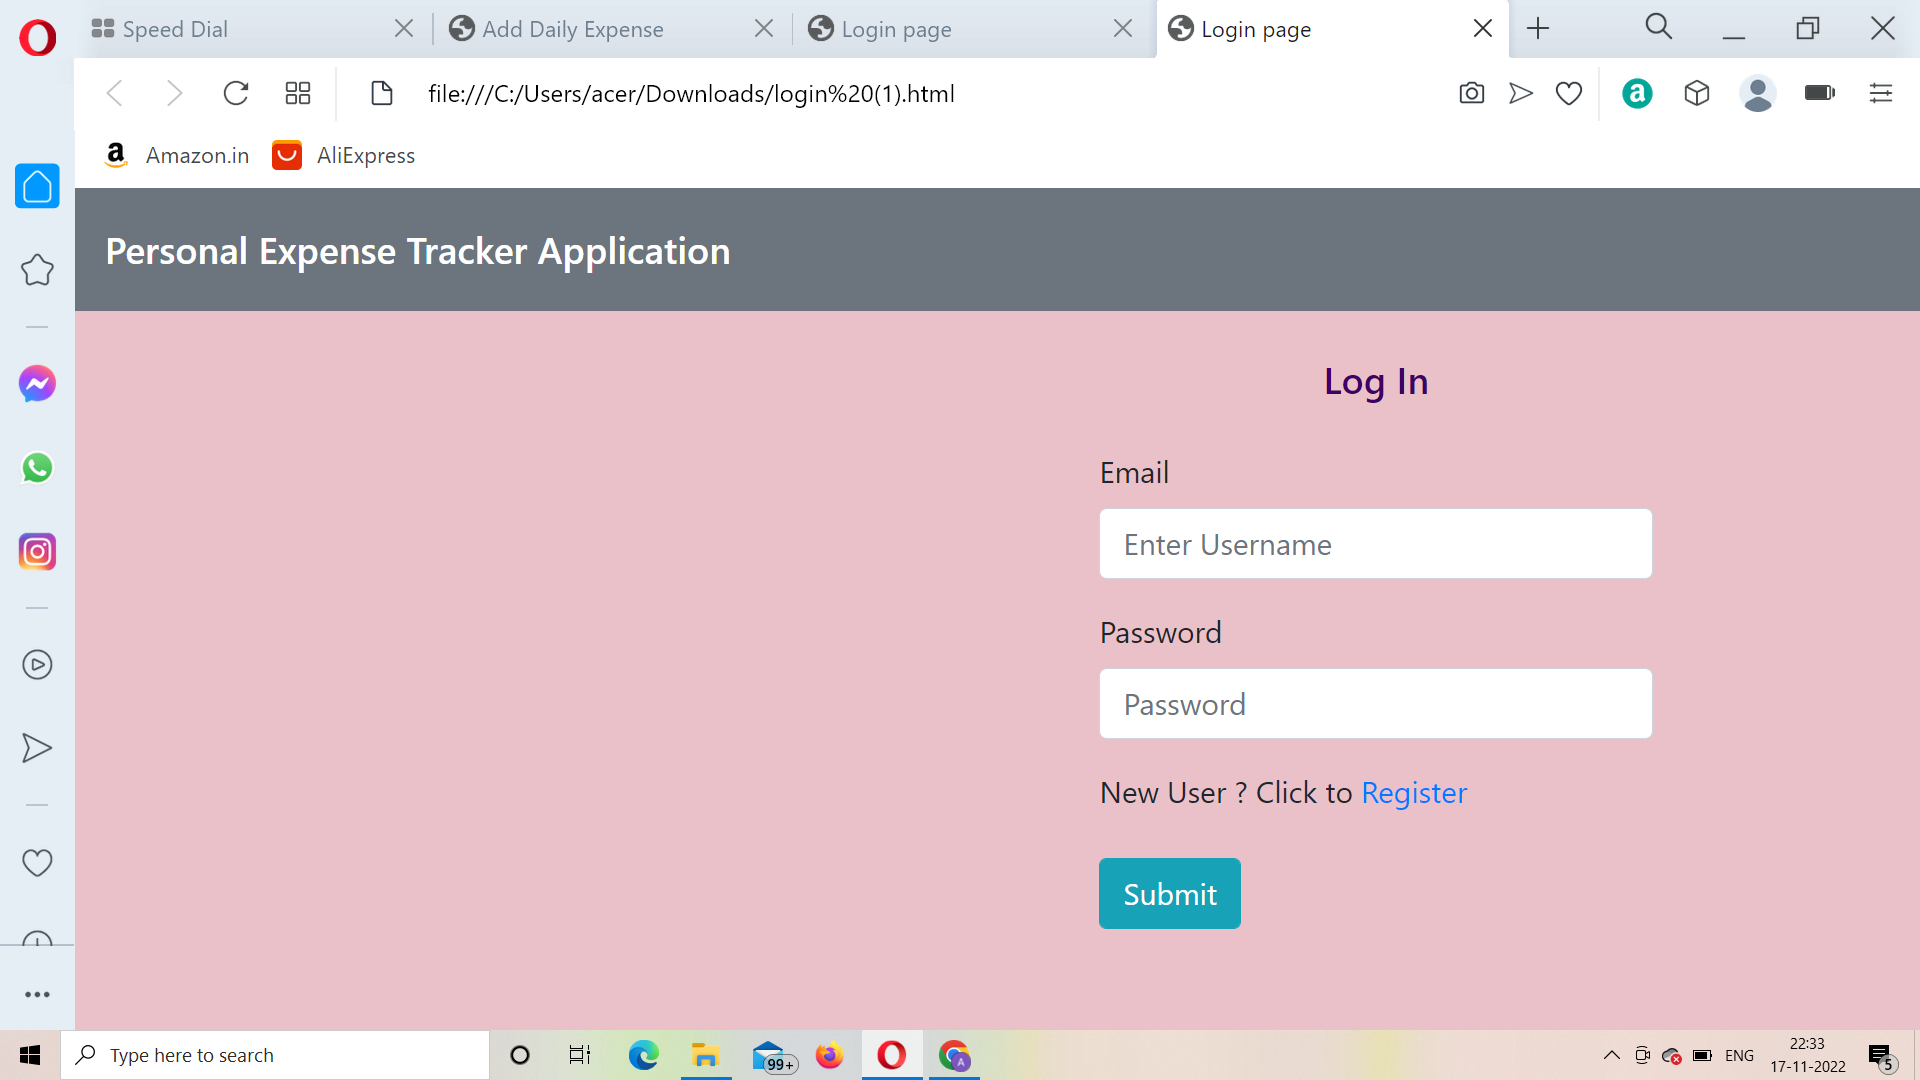 Speed Dial
Add Daily Expense
Login page
Login page
file:///C:/Users/acer/Downloads/login%20(1).html
a
a
Amazon.in
AliExpress
Personal Expense Tracker Application
Log In
Email
Enter Username
Password
Password
New User ? Click to Register
Submit
Type here to search
99+
A
ENG
22:33
17-11-2022
5